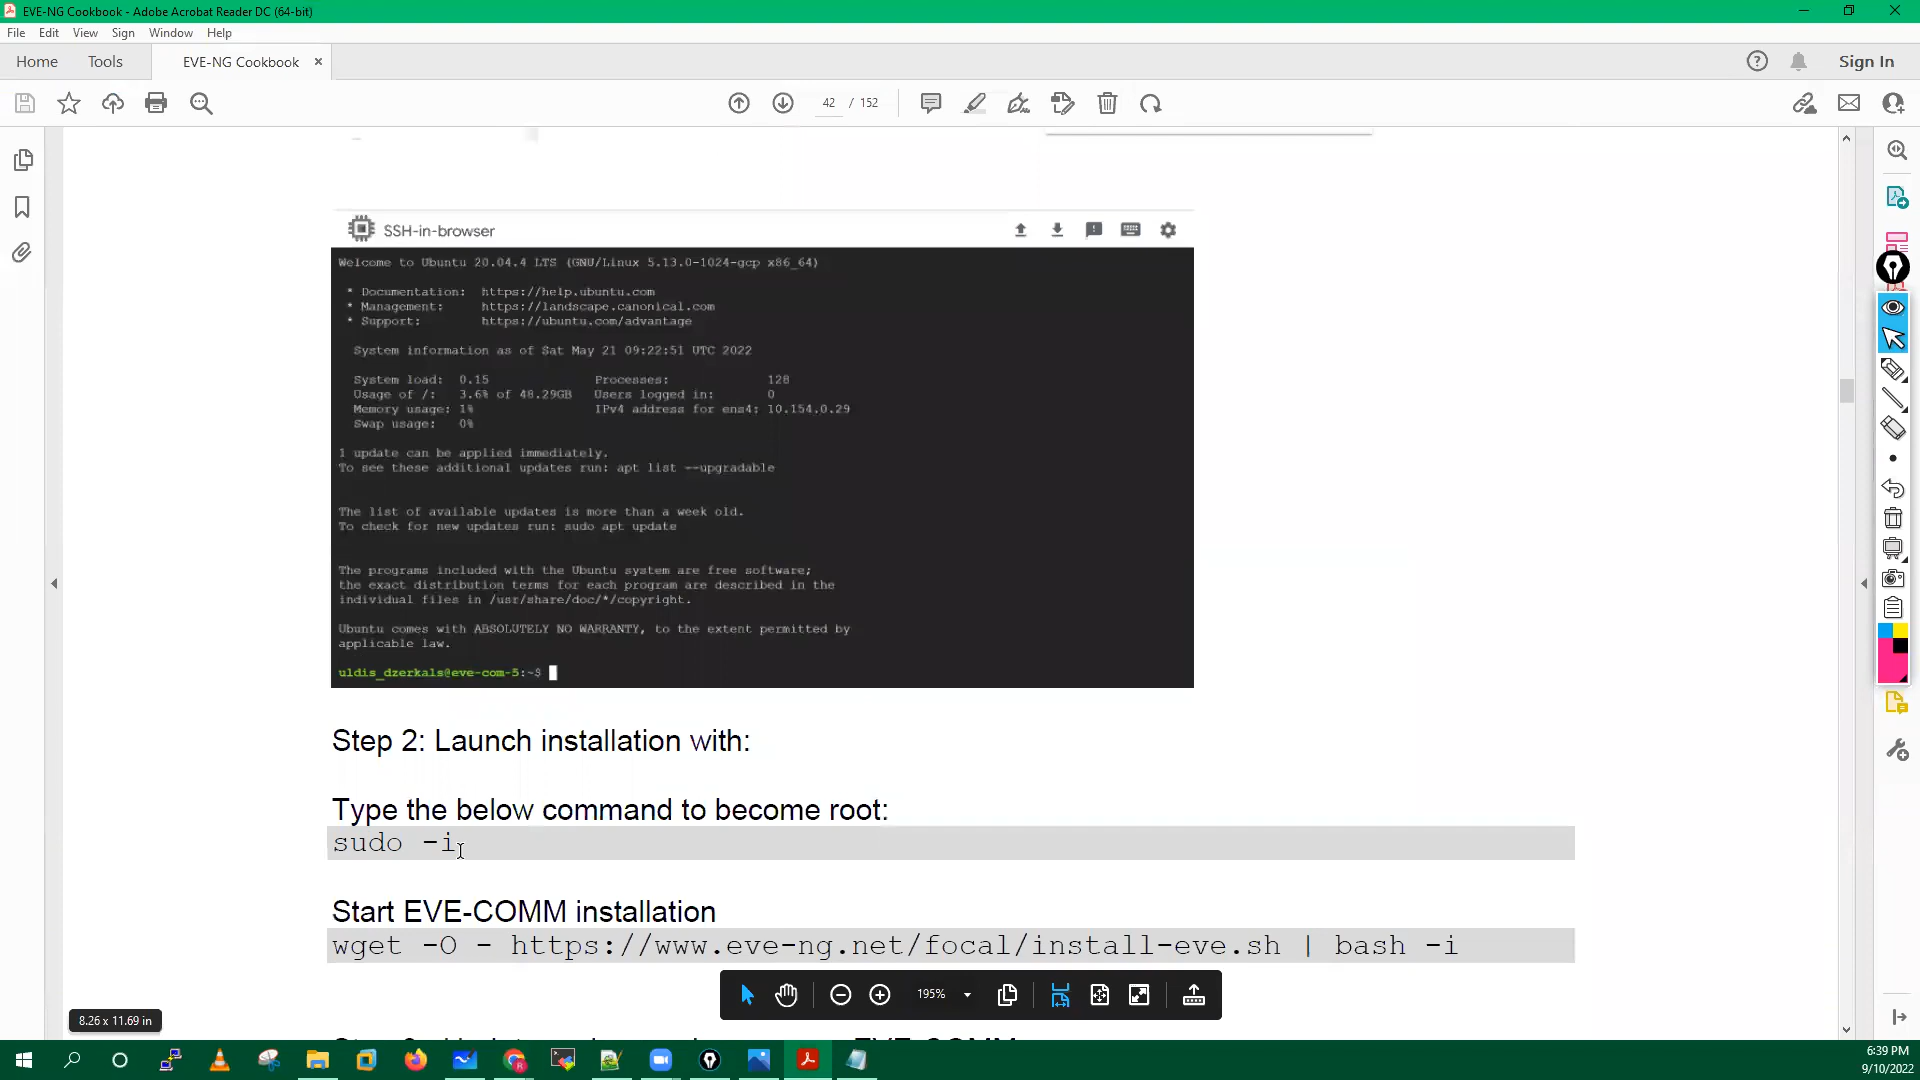 EVE-NG Cookbook - Adobe Acrobat Reader DC (64-bit)
File Edit View Sign Window Help
Home Tools EVE-NG Cookbook × Sign In
42 / 152
SSH-in-browser
Welcome to Ubuntu 20.04.4 LTS (GNU/Linux 5.13.0-1024-gcp x86_64)
* Documentation: https://help.ubuntu.com
* Management: https://landscape.canonical.com
* Support: https://ubuntu.com/advantage
System information as of Sat May 21 09:22:51 UTC 2022
System load: 0.15 Processes: 128
Usage of /: 3.6% of 48.29GB Users logged in: 0
Memory usage: 1% IPv4 address for ens4: 10.154.0.29
Swap usage: 0%
1 update can be applied immediately.
To see these additional updates run: apt list --upgradable
The list of available updates is more than a week old.
To check for new updates run: sudo apt update
The programs included with the Ubuntu system are free software;
the exact distribution terms for each program are described in the
individual files in /usr/share/doc/*/copyright.
Ubuntu comes with ABSOLUTELY NO WARRANTY, to the extent permitted by
applicable law.
uldis_dzerkals@eve-com-5:~$
Step 2: Launch installation with:
Type the below command to become root:
sudo -i
Start EVE-COMM installation
wget -O - https://www.eve-ng.net/focal/install-eve.sh | bash -i
195%
8.26 x 11.69 in
6:39 PM
9/10/2022